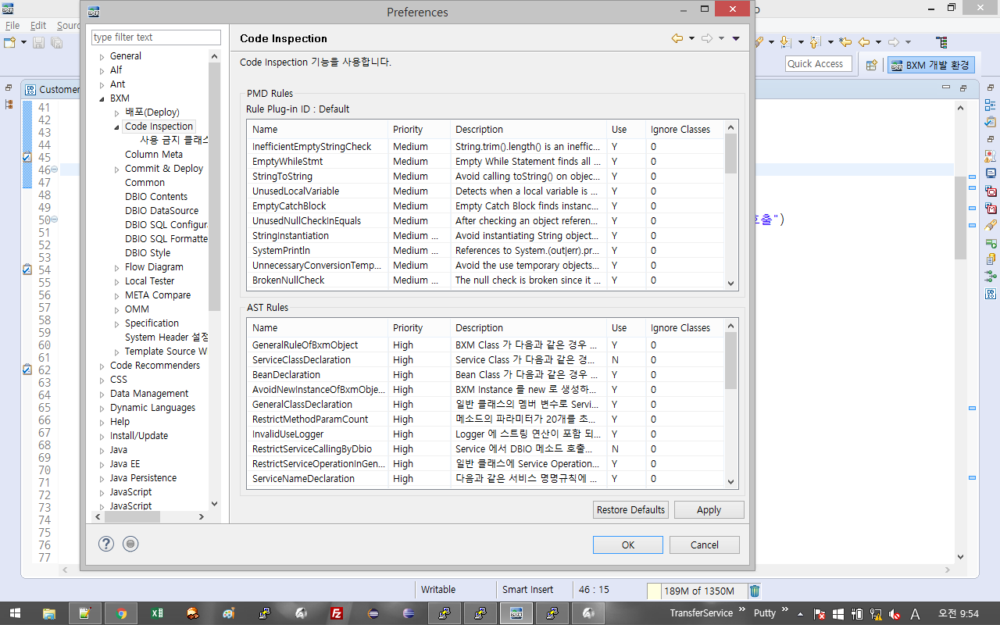 Preferences
File Edit Sourc
type filter text
Code Inspection
Quick Access
BXM 개발 환경
Customer
General
Alf
Ant
BXM
배포(Deploy)
Code Inspection
사용 금지 클래스
Column Meta
Commit & Deploy
Common
DBIO Contents
DBIO DataSource
DBIO SQL Configura
DBIO SQL Formatte
DBIO Style
Flow Diagram
Local Tester
META Compare
OMM
Specification
System Header 설정
Template Source W
Code Recommenders
CSS
Data Management
Dynamic Languages
Help
Install/Update
Java
Java EE
Java Persistence
JavaScript
JavaScript
Code Inspection 기능을 사용합니다.
PMD Rules
Rule Plug-in ID : Default
Name Priority Description Use Ignore Classes
InefficientEmptyStringCheck Medium String.trim().length() is an ineffic... Y 0
EmptyWhileStmt Medium Empty While Statement finds all ... Y 0
StringToString Medium Avoid calling toString() on objec... Y 0
UnusedLocalVariable Medium Detects when a local variable is ... Y 0
EmptyCatchBlock Medium Empty Catch Block finds instanc... Y 0
UnusedNullCheckInEquals Medium After checking an object referen... Y 0
StringInstantiation Medium ... Avoid instantiating String object... Y 0
SystemPrintln Medium ... References to System.(out|err).pr... Y 0
UnnecessaryConversionTemp... Medium ... Avoid the use temporary objects... Y 0
BrokenNullCheck Medium ... The null check is broken since it ... Y 0
AST Rules
Name Priority Description Use Ignore Classes
GeneralRuleOfBxmObject High BXM Class 가 다음과 같은 경우 ... Y 0
ServiceClassDeclaration High Service Class 가 다음과 같은 경... N 0
BeanDeclaration High Bean Class 가 다음과 같은 경우 ... Y 0
AvoidNewInstanceOfBxmObje... High BXM Instance 를 new 로 생성하... Y 0
GeneralClassDeclaration High 일반 클래스의 멤버 변수로 Servi... Y 0
RestrictMethodParamCount High 메소드의 파라미터가 20개를 초... Y 0
InvalidUseLogger High Logger 에 스트링 연산이 포함 되... Y 0
RestrictServiceCallingByDbio High Service 에서 DBIO 메소드 호출... N 0
RestrictServiceOperationInGen... High 일반 클래스에 Service Operation... Y 0
ServiceNameDeclaration High 다음과 같은 서비스 명명규칙에 ... Y 0
Restore Defaults Apply
OK Cancel
41
42
43
44
45
46
47
48
49
50
51
52
53
54
55
56
57
58
59
60
61
62
63
64
65
66
67
68
69
70
71
72
73
74
75
76
77
호출")
Writable Smart Insert 46 : 15 189M of 1350M
TransferService Putty A 오전 9:54